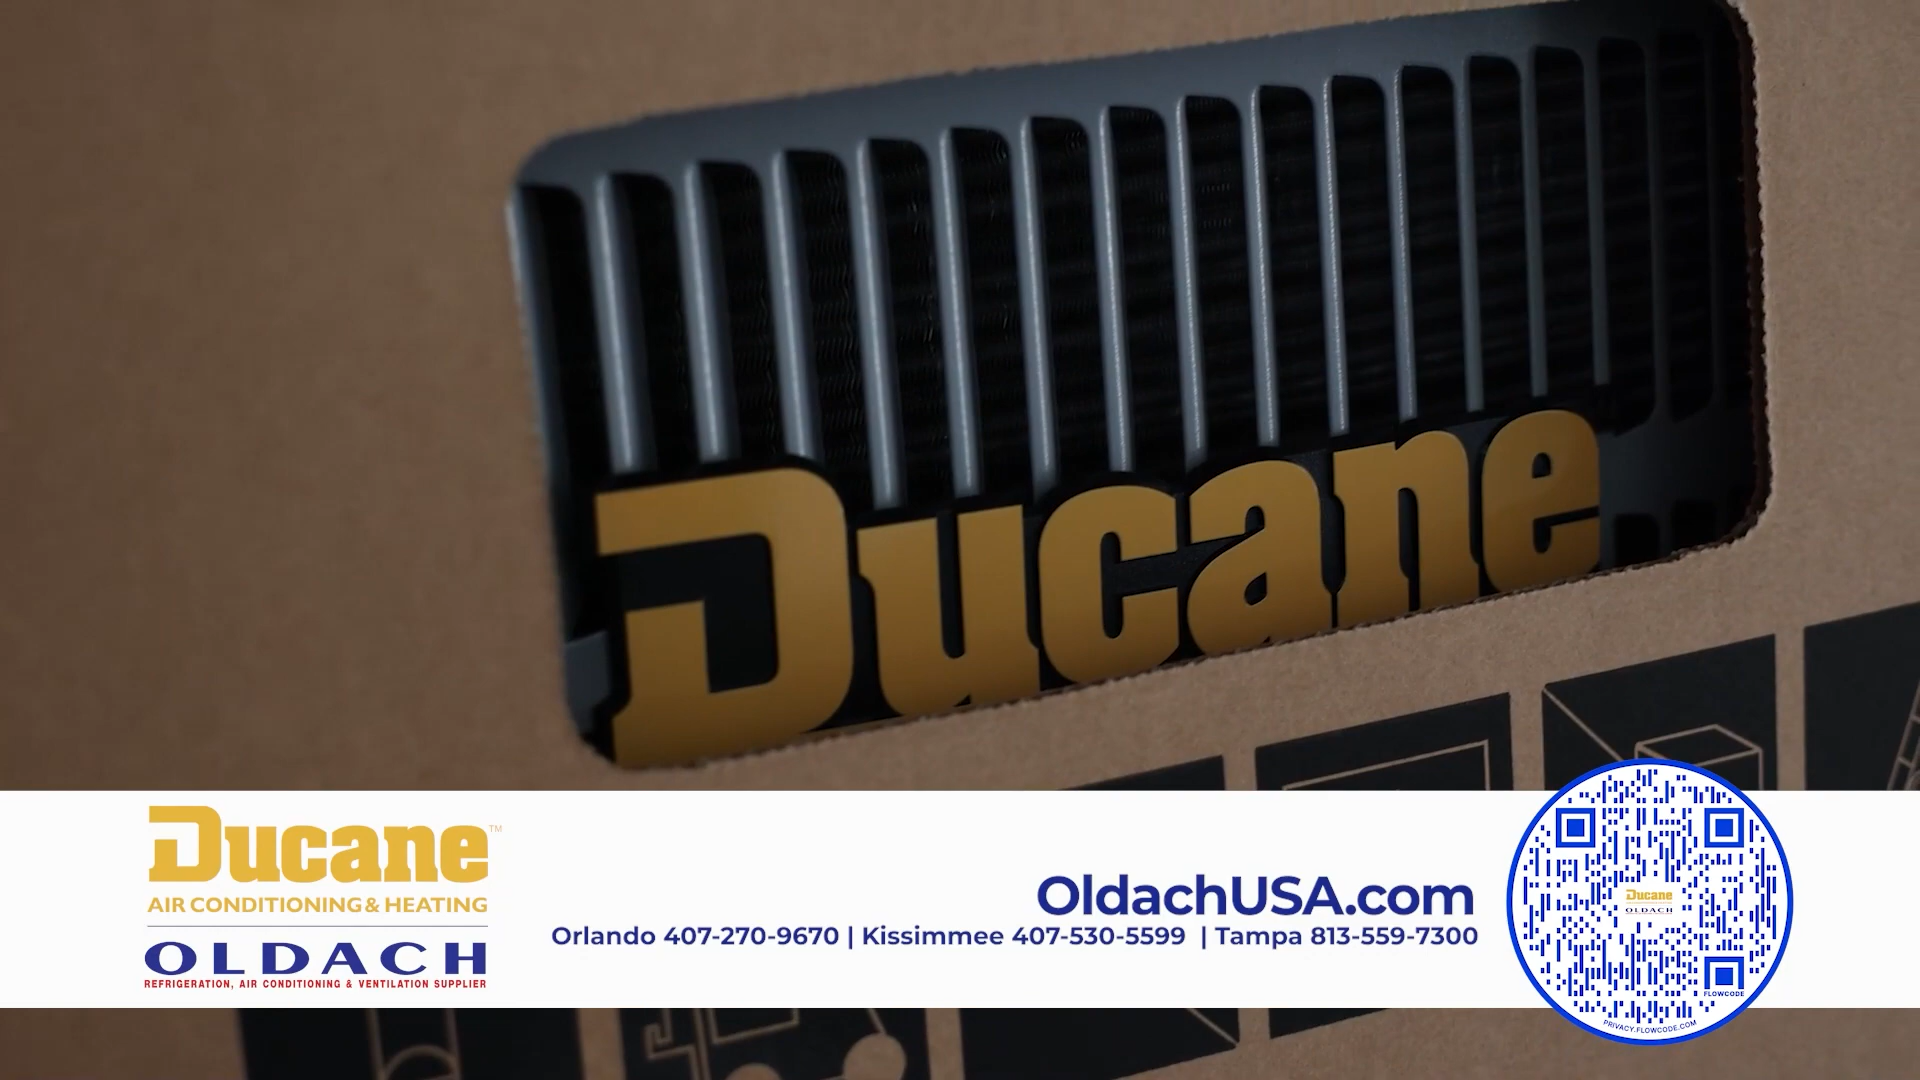 Ducane
Ducane™
AIR CONDITIONING & HEATING
OLDACH
REFRIGERATION, AIR CONDITIONING & VENTILATION SUPPLIER
OldachUSA.com
Orlando 407-270-9670 | Kissimmee 407-530-5599 | Tampa 813-559-7300
Ducane
OLDACH
FLOWCODE
PRIVACY.FLOWCODE.COM